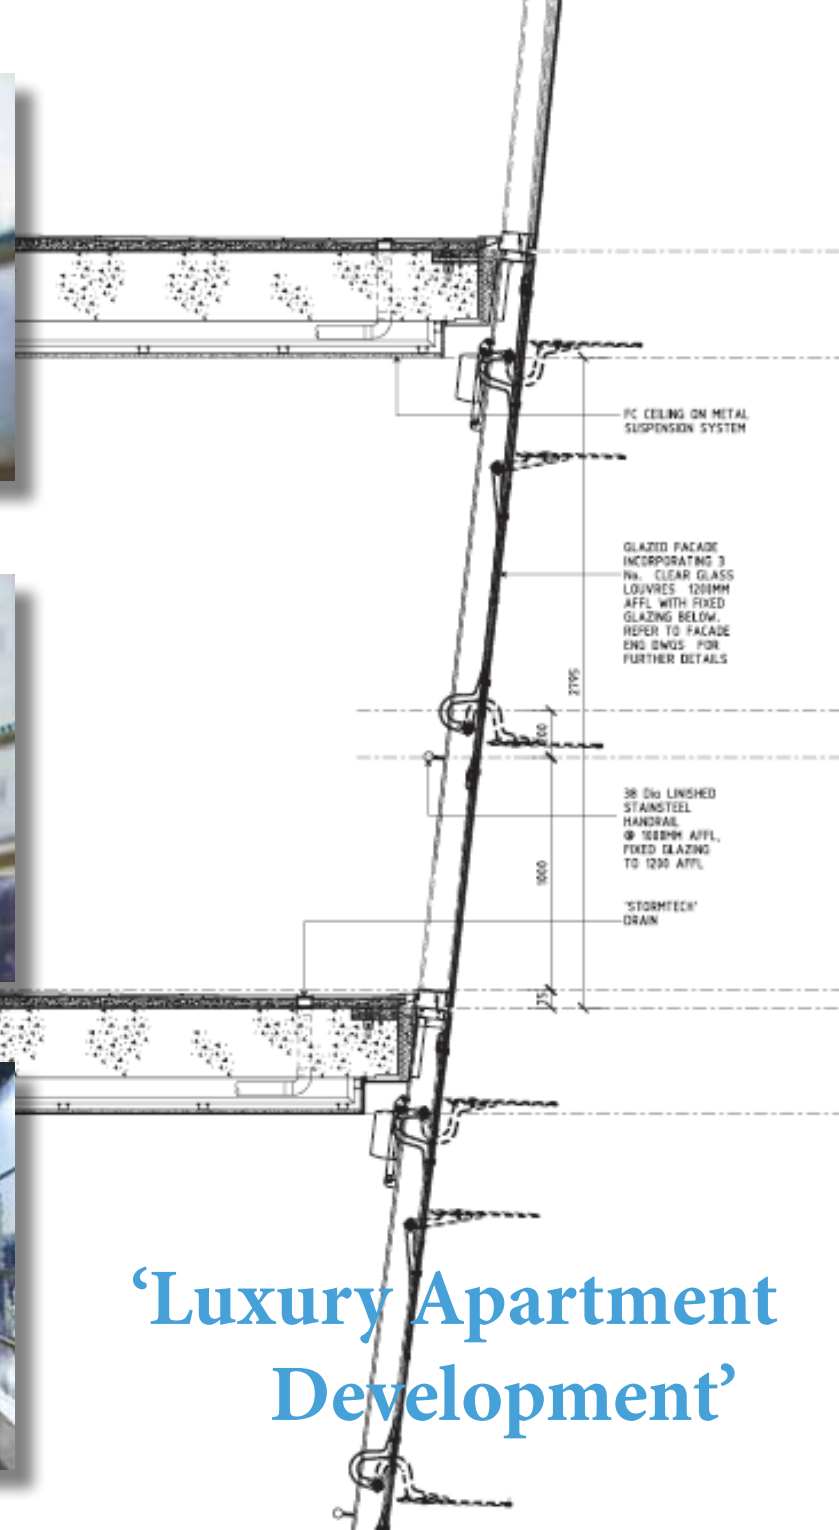 FC CEILING ON METAL
SUSPENSION SYSTEM
GLAZED FACADE
INCORPORATING 3
No. CLEAR GLASS
LOUVRES 1200MM
AFFL WITH FIXED
GLAZING BELOW.
REFER TO FACADE
ENG DWGS FOR
FURTHER DETAILS
2795
200
38 Dia LINISHED
STAINSTEEL
HANDRAIL
@ 1000MM AFFL,
FIXED GLAZING
TO 1200 AFFL
1000
'STORMTECH'
DRAIN
75
‘Luxury Apartment
Development’